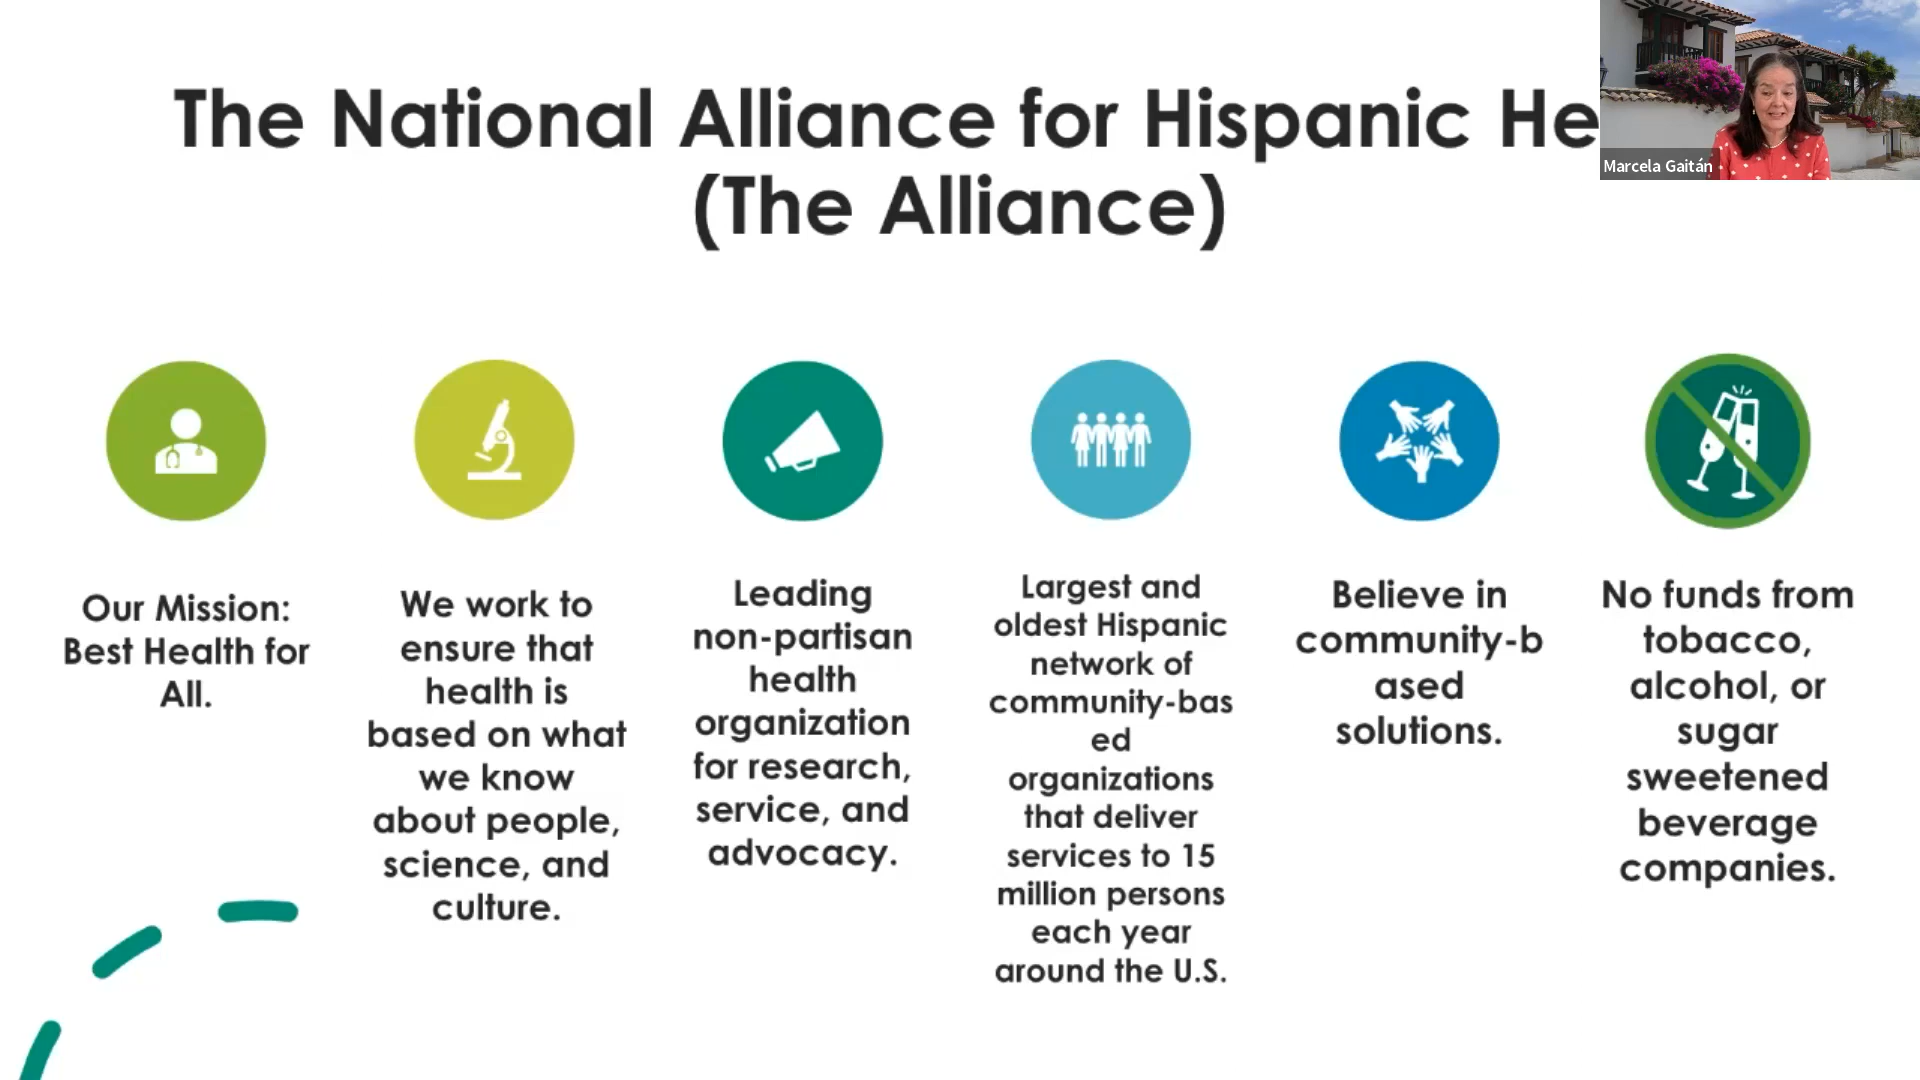 The National Alliance for Hispanic He
(The Alliance)
Marcela Gaitán
Our Mission:
Best Health for
All.
We work to
ensure that
health is
based on what
we know
about people,
science, and
culture.
Leading
non-partisan
health
organization
for research,
service, and
advocacy.
Largest and
oldest Hispanic
network of
community-bas
ed
organizations
that deliver
services to 15
million persons
each year
around the U.S.
Believe in
community-b
ased
solutions.
No funds from
tobacco,
alcohol, or
sugar
sweetened
beverage
companies.